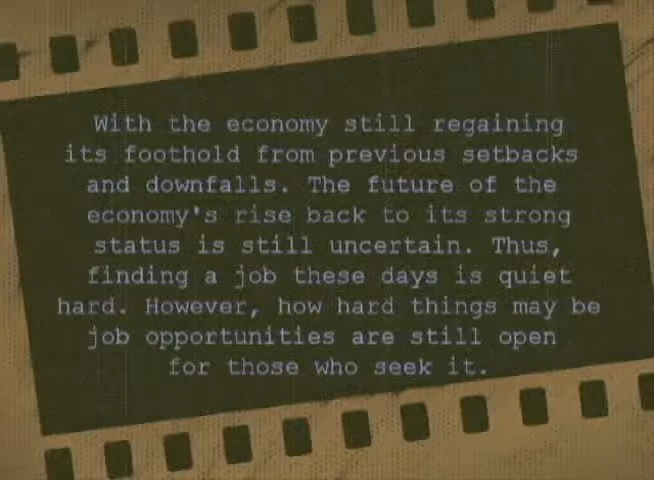 With the economy still regaining
its foothold from previous setbacks
and downfalls. The future of the
economy's rise back to its strong
status is still uncertain. Thus,
finding a job these days is quiet
hard. However, how hard things may be
job opportunities are still open
for those who seek it.